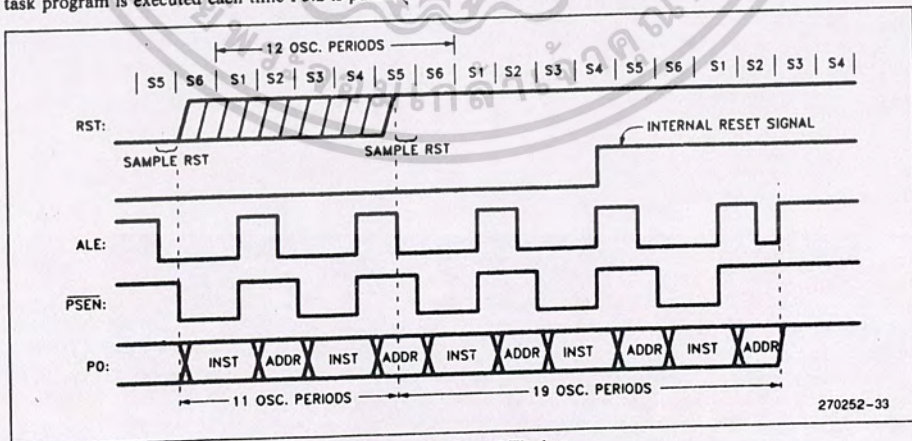 task program is executed each time
12 OSC. PERIODS
S5 | S6 | S1 | S2 | S3 | S4 | S5 | S6 | S1 | S2 | S3 | S4 | S5 | S6 | S1 | S2 | S3 | S4 |
RST:
INTERNAL RESET SIGNAL
SAMPLE RST
SAMPLE RST
ALE:
PSEN:
P0: INST ADDR INST ADDR INST ADDR INST ADDR INST ADDR
11 OSC. PERIODS
19 OSC. PERIODS
270252-33